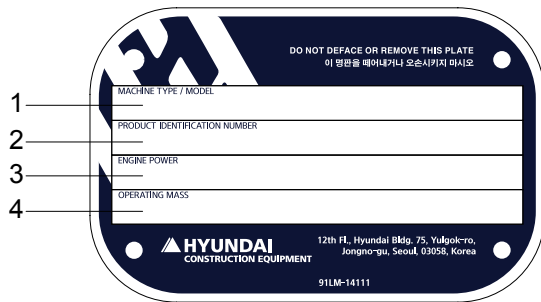 DO NOT DEFACE OR REMOVE THIS PLATE
이 명판을 떼어내거나 오손시키지 마시오
1
MACHINE TYPE / MODEL
2
PRODUCT IDENTIFICATION NUMBER
3
ENGINE POWER
4
OPERATING MASS
HYUNDAI
CONSTRUCTION EQUIPMENT
12th Fl., Hyundai Bldg. 75, Yulgok-ro,
Jongno-gu, Seoul, 03058, Korea
91LM-14111